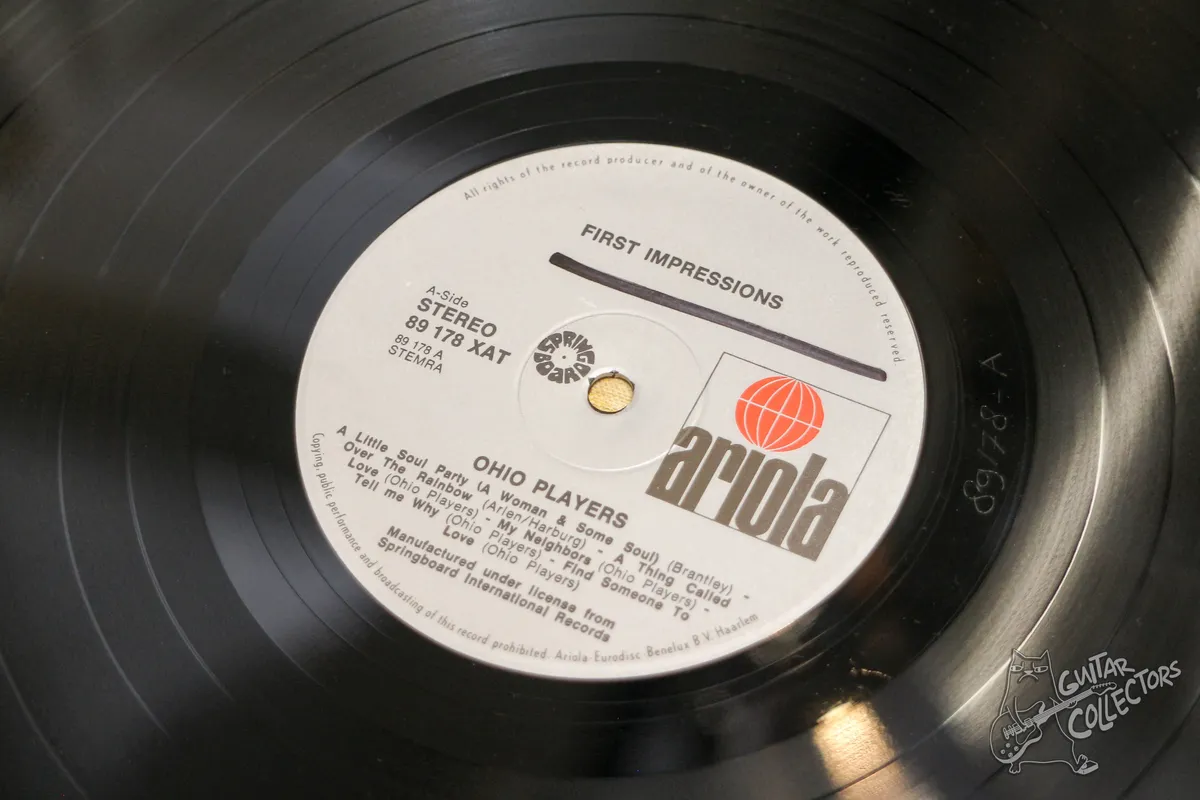 All rights of the record producer and of the owner of the work reproduced reserved
FIRST IMPRESSIONS
A-Side
STEREO
89 178 XAT
89 178 A
STEMRA
SPRING
BOARD
ariola
OHIO PLAYERS
A Little Soul Party (A Woman & Some Soul) (Brantley) -
Over The Rainbow (Arlen/Harburg) - A Thing Called
Love (Ohio Players) - My Neighbors (Ohio Players) -
Tell me Why (Ohio Players) - Find Someone To
Love (Ohio Players)
Manufactured under license from
Springboard International Records
Copying, public performance and broadcasting of this record prohibited. Ariola-Eurodisc Benelux B.V. Haarlem
89178-A
GUITAR
COLLECTORS